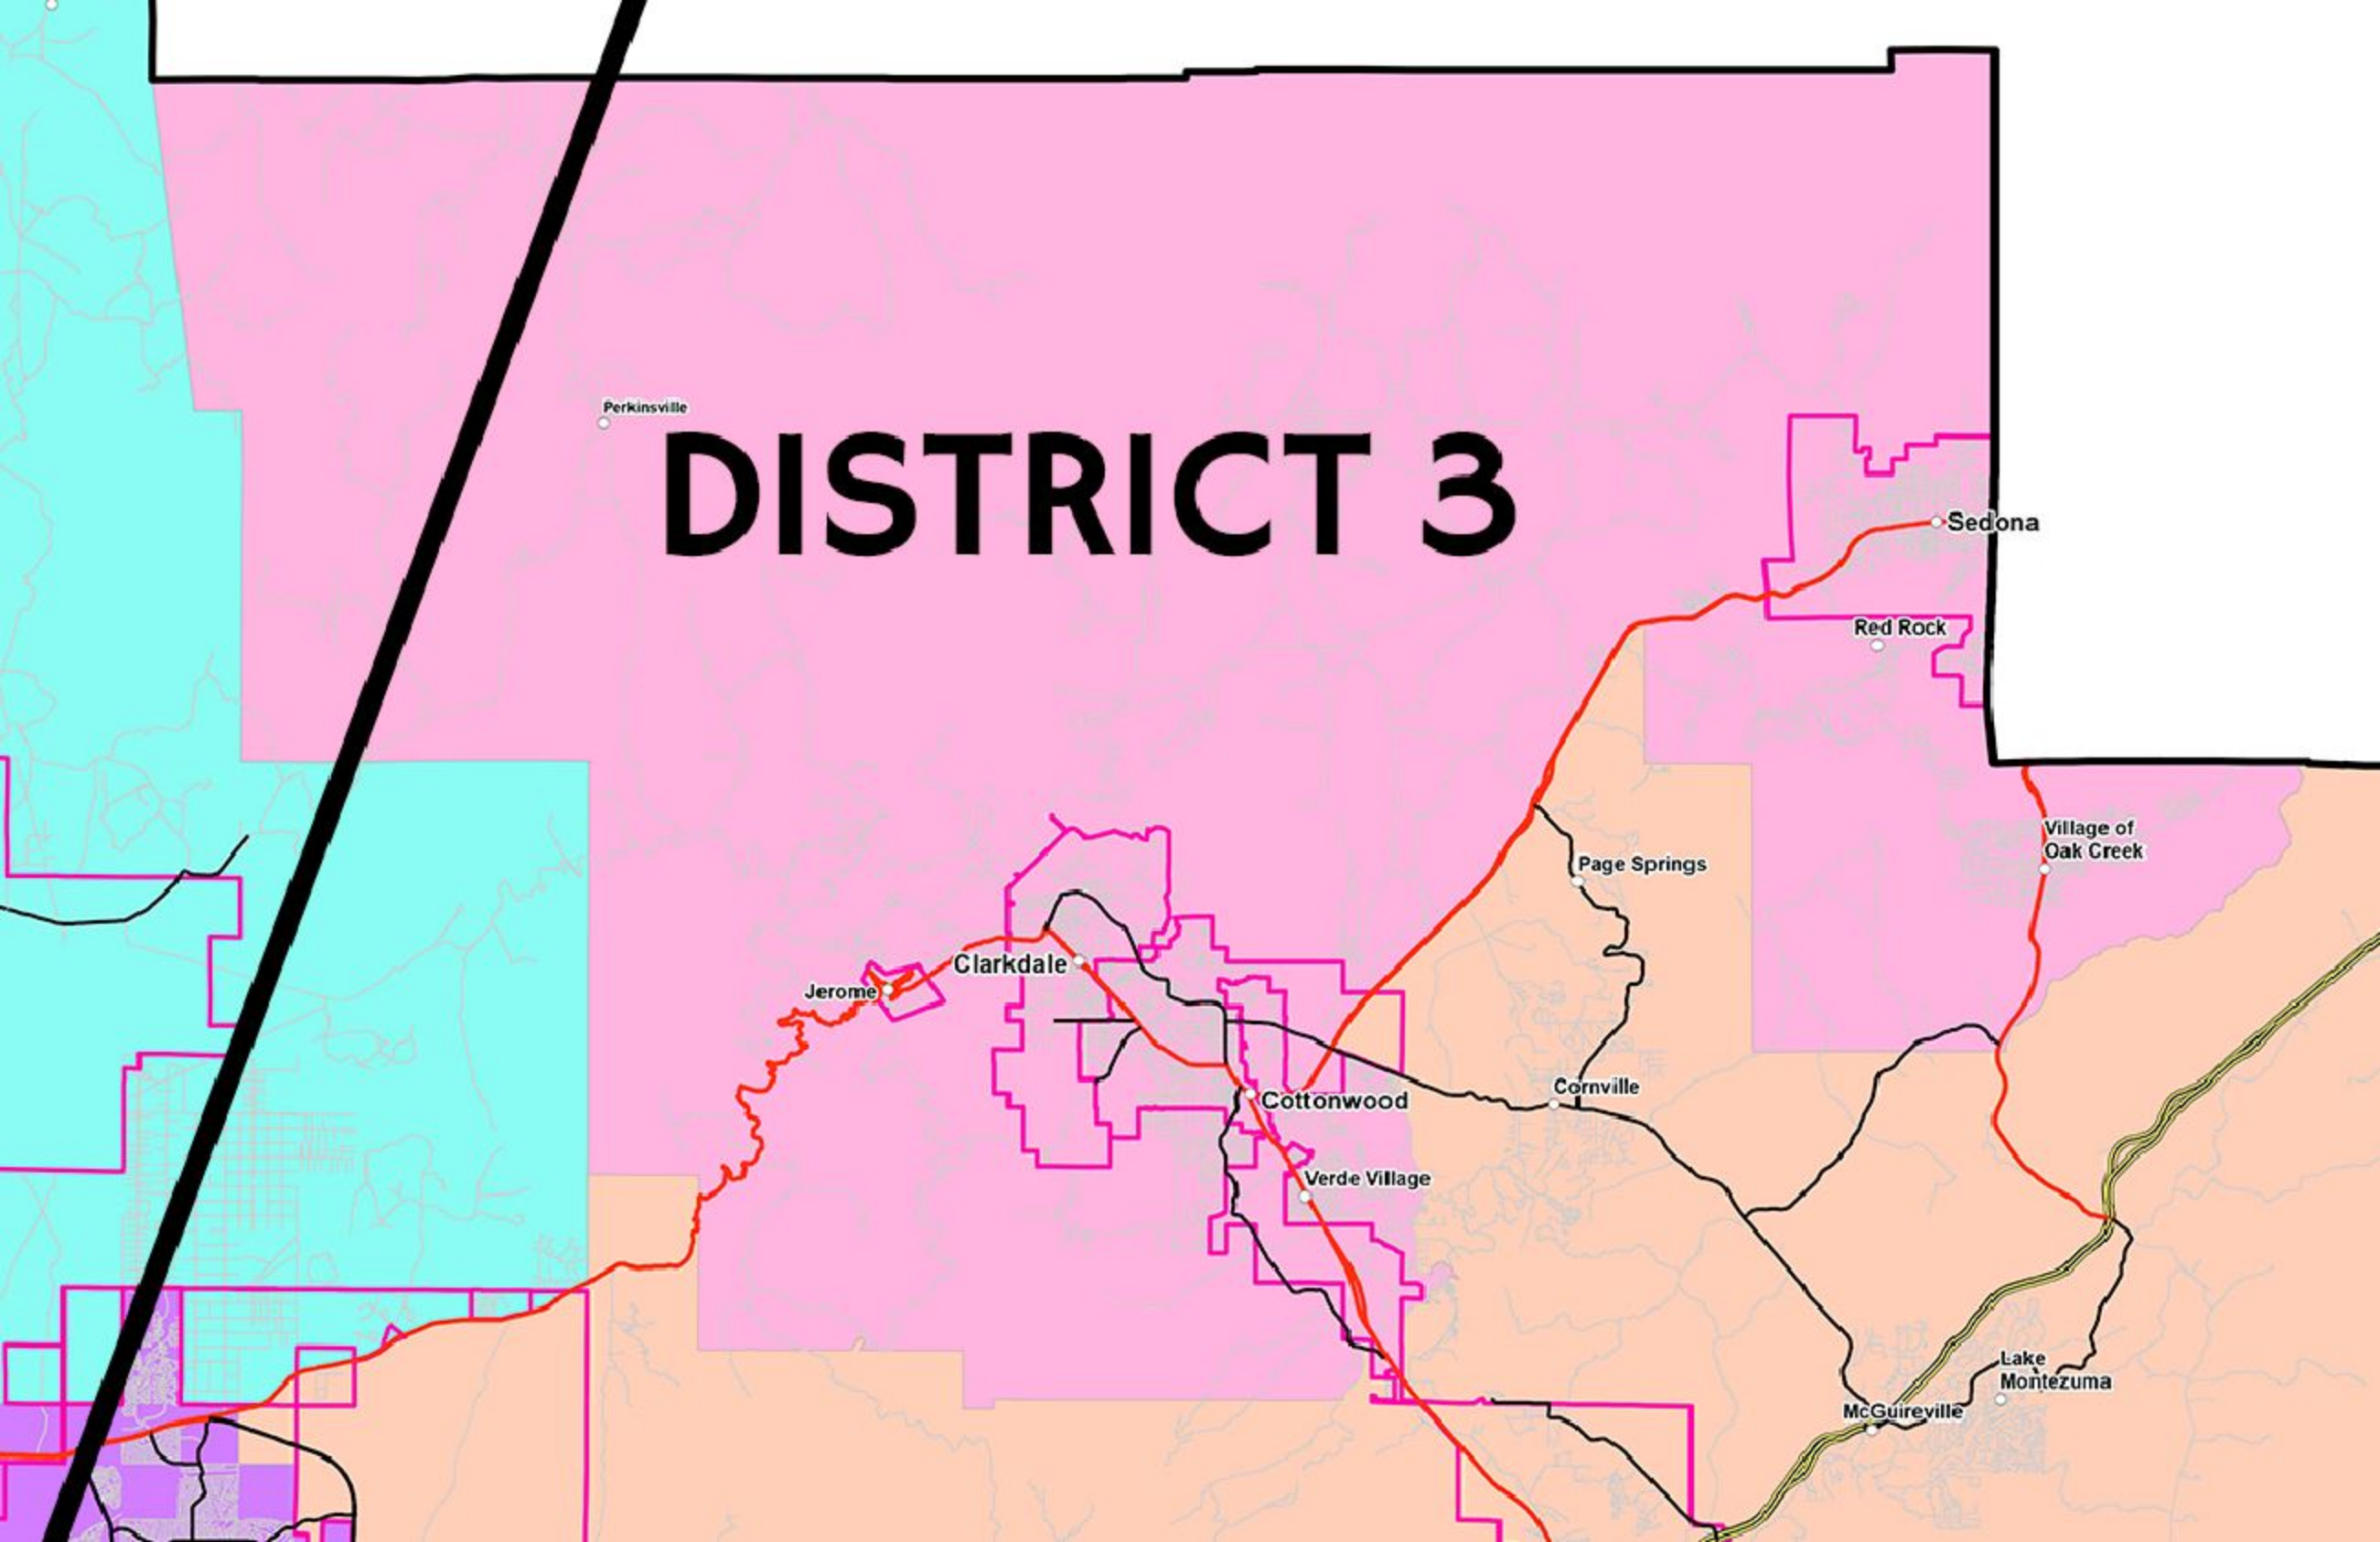 Perkinsville
DISTRICT 3
Sedona
Red Rock
Village of
Oak Creek
Page Springs
Clarkdale
Jerome
Cornville
Cottonwood
Verde Village
Lake
Montezuma
McGuireville